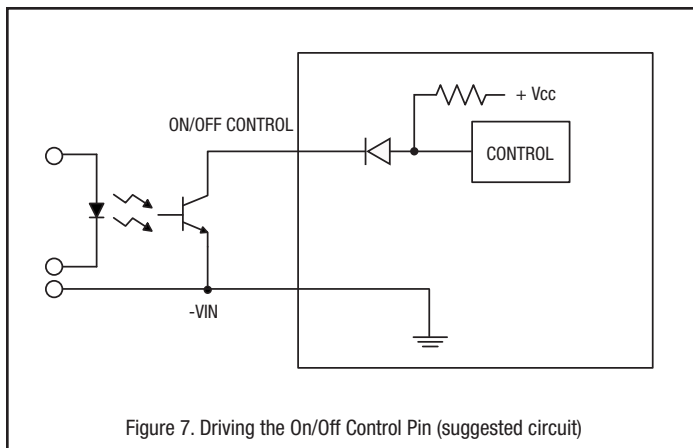 + Vcc
ON/OFF CONTROL
CONTROL
-VIN
Figure 7. Driving the On/Off Control Pin (suggested circuit)